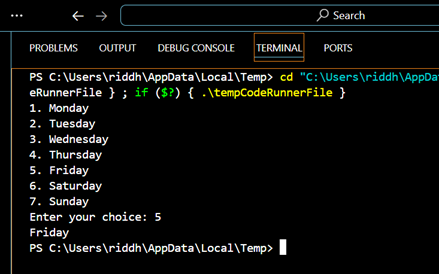 Search
PROBLEMS OUTPUT DEBUG CONSOLE TERMINAL PORTS
PS C:\Users\riddh\AppData\Local\Temp> cd "C:\Users\riddh\AppDa
eRunnerFile } ; if ($?) { .\tempCodeRunnerFile }
1. Monday
2. Tuesday
3. Wednesday
4. Thursday
5. Friday
6. Saturday
7. Sunday
Enter your choice: 5
Friday
PS C:\Users\riddh\AppData\Local\Temp>